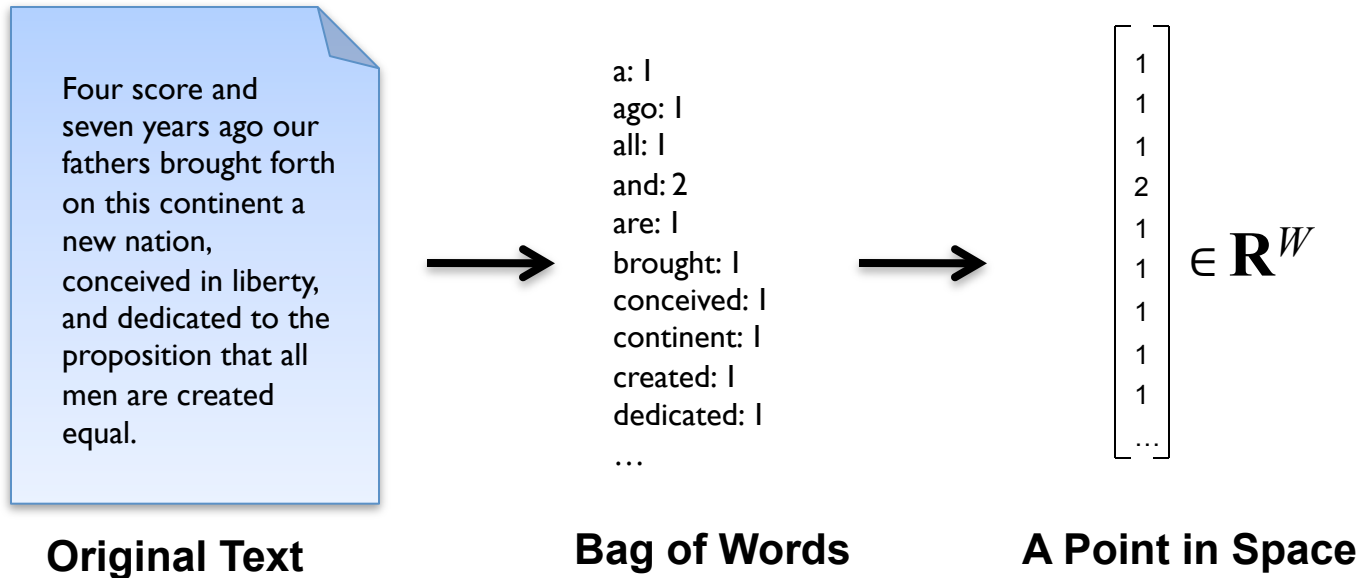 Four score and
seven years ago our
fathers brought forth
on this continent a
new nation,
conceived in liberty,
and dedicated to the
proposition that all
men are created
equal.
Original Text
a: 1
ago: 1
all: 1
and: 2
are: 1
brought: 1
conceived: 1
continent: 1
created: 1
dedicated: 1
…
Bag of Words
1
1
1
2
1
1
1
1
1
...
∈ R^W
A Point in Space